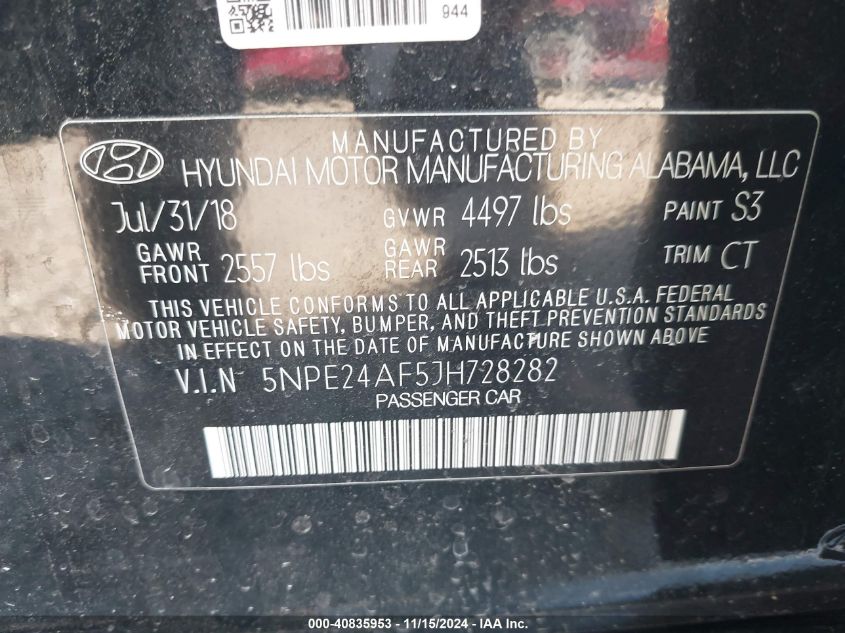 944
MANUFACTURED BY
HYUNDAI MOTOR MANUFACTURING ALABAMA, LLC
Jul/31/18 GVWR 4497 lbs PAINT S3
GAWR FRONT 2557 lbs GAWR REAR 2513 lbs TRIM CT
THIS VEHICLE CONFORMS TO ALL APPLICABLE U.S.A. FEDERAL
MOTOR VEHICLE SAFETY, BUMPER, AND THEFT PREVENTION STANDARDS
IN EFFECT ON THE DATE OF MANUFACTURE SHOWN ABOVE
V.I.N 5NPE24AF5JH728282
PASSENGER CAR
000-40835953 - 11/15/2024 - IAA Inc.